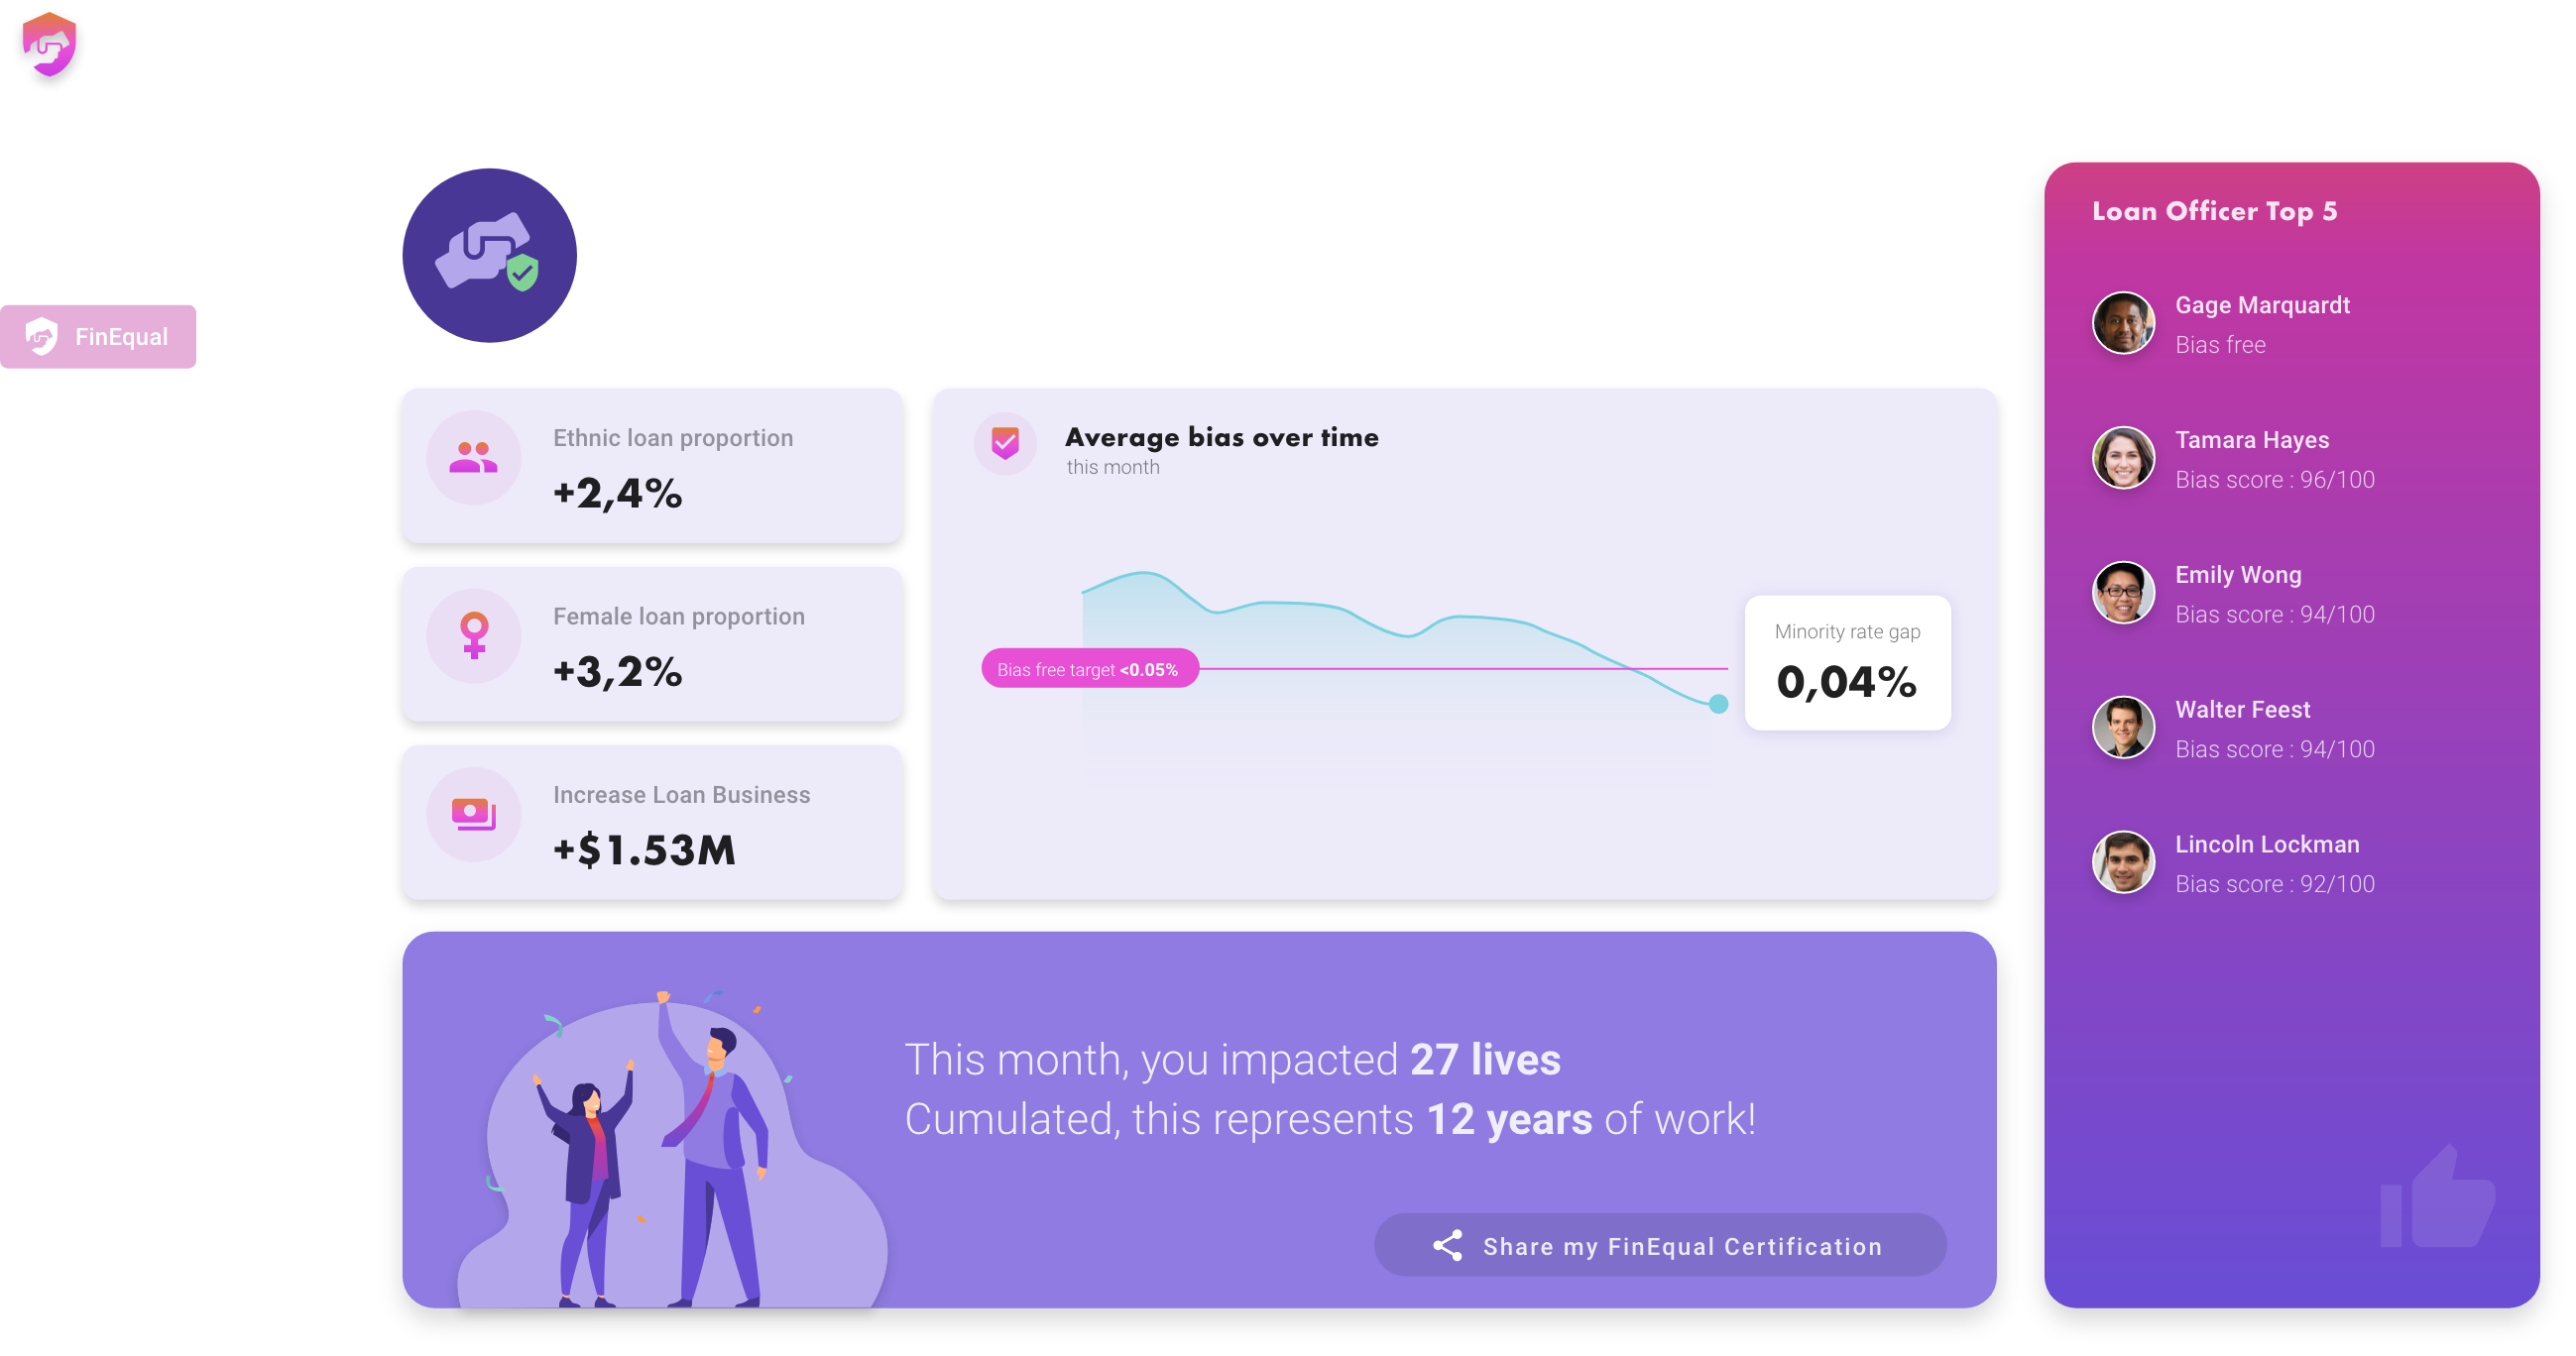 FinEqual
Ethnic loan proportion
+2,4%
Female loan proportion
+3,2%
Increase Loan Business
+$1.53M
Average bias over time
this month
Bias free target <0.05%
Minority rate gap
0,04%
This month, you impacted 27 lives
Cumulated, this represents 12 years of work!
Share my FinEqual Certification
Loan Officer Top 5
Gage Marquardt
Bias free
Tamara Hayes
Bias score : 96/100
Emily Wong
Bias score : 94/100
Walter Feest
Bias score : 94/100
Lincoln Lockman
Bias score : 92/100